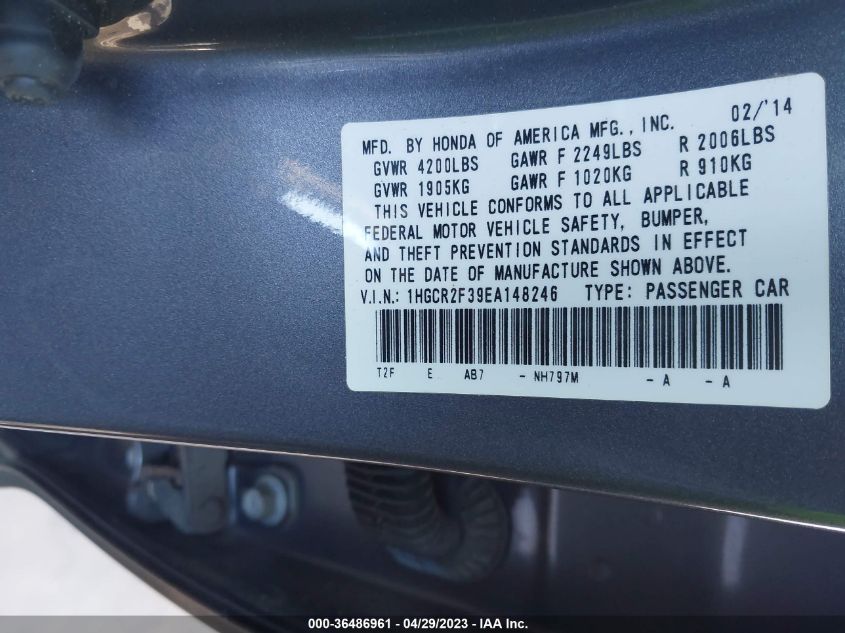 02/'14
MFD. BY HONDA OF AMERICA MFG., INC.
GVWR 4200LBS GAWR F 2249LBS R 2006LBS
GVWR 1905KG GAWR F 1020KG R 910KG
THIS VEHICLE CONFORMS TO ALL APPLICABLE
FEDERAL MOTOR VEHICLE SAFETY, BUMPER,
AND THEFT PREVENTION STANDARDS IN EFFECT
ON THE DATE OF MANUFACTURE SHOWN ABOVE.
V.I.N.: 1HGCR2F39EA148246 TYPE: PASSENGER CAR
T2F E AB7 - NH797M - A - A
000-36486961 - 04/29/2023 - IAA Inc.